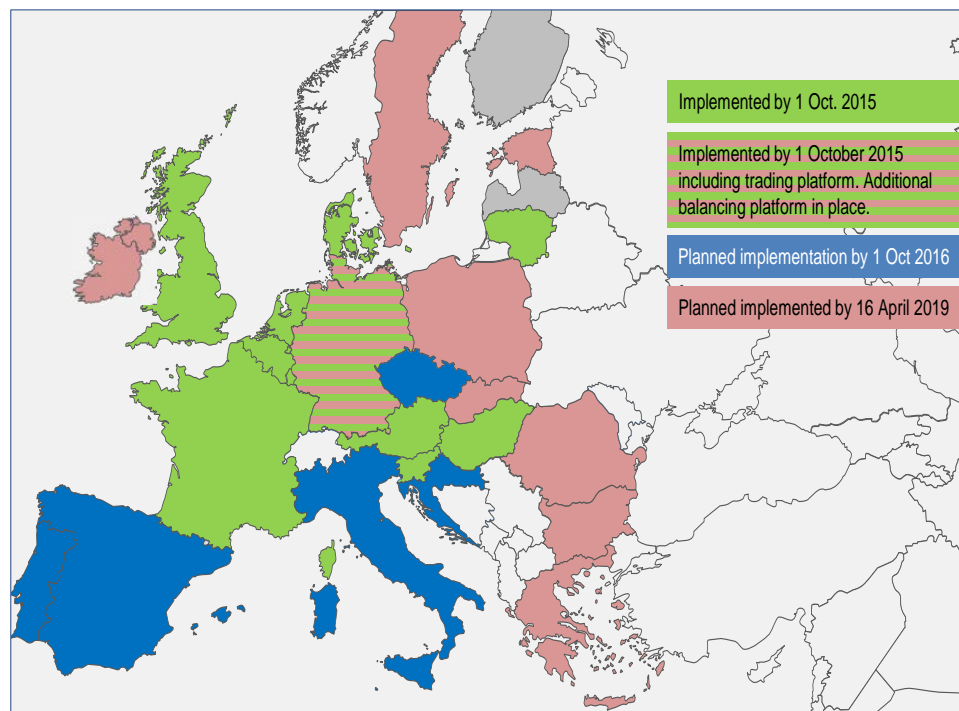 Implemented by 1 Oct. 2015
Implemented by 1 October 2015
including trading platform. Additional
balancing platform in place.
Planned implementation by 1 Oct 2016
Planned implemented by 16 April 2019